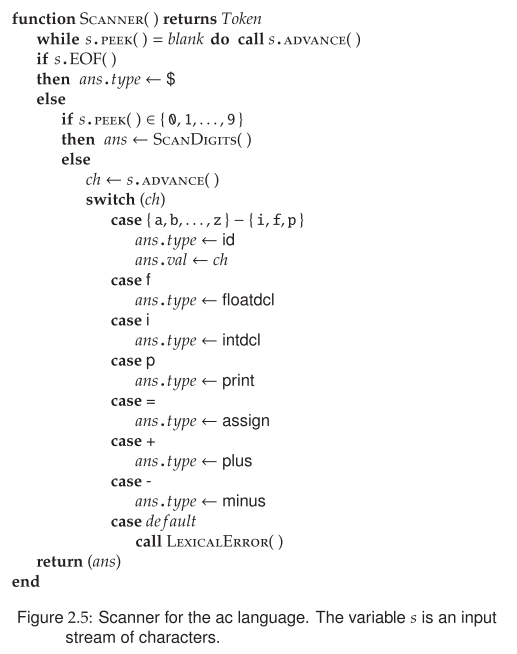 function Scanner( ) returns Token
while s.peek( ) = blank do call s.advance( )
if s.EOF( )
then ans.type ← $
else
if s.peek( ) ∈ { 0, 1, . . . , 9 }
then ans ← ScanDigits( )
else
ch ← s.advance( )
switch (ch)
case { a, b, . . . , z } − { i, f, p }
ans.type ← id
ans.val ← ch
case f
ans.type ← floatdcl
case i
ans.type ← intdcl
case p
ans.type ← print
case =
ans.type ← assign
case +
ans.type ← plus
case -
ans.type ← minus
case default
call LexicalError( )
return (ans)
end
Figure 2.5: Scanner for the ac language. The variable s is an input
stream of characters.